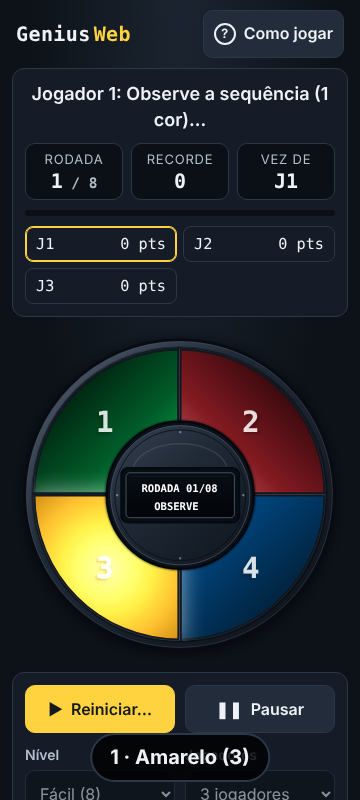 Genius Web
? Como jogar
Jogador 1: Observe a sequência (1
cor)...
RODADA
1 / 8
RECORDE
0
VEZ DE
J1
J1 0 pts
J2 0 pts
J3 0 pts
1
2
RODADA 01/08
OBSERVE
3
4
Reiniciar...
Pausar
Nível
1 · Amarelo (3)
Fácil (8)
3 jogadores